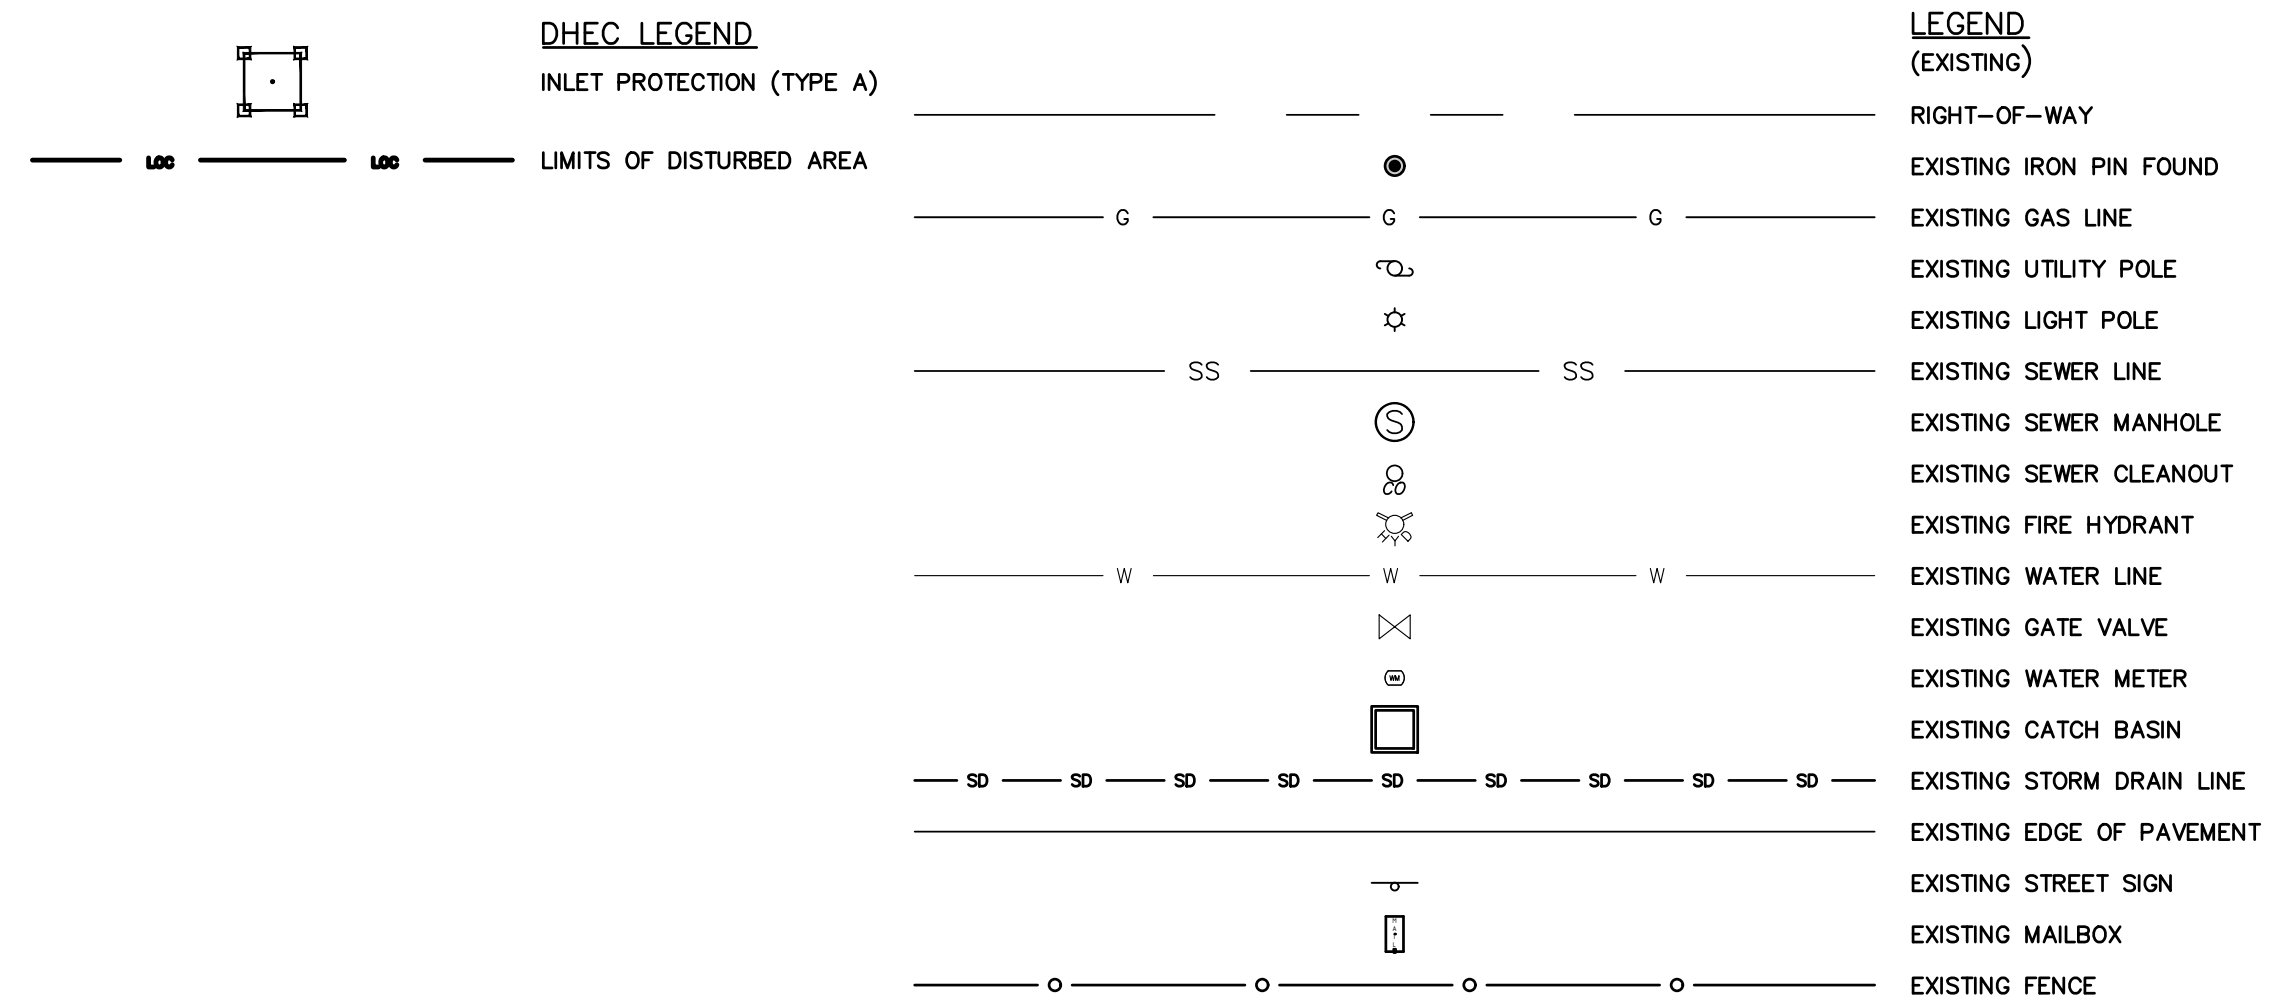 DHEC LEGEND
INLET PROTECTION (TYPE A)
LOC LOC LIMITS OF DISTURBED AREA
LEGEND
(EXISTING)
RIGHT-OF-WAY
EXISTING IRON PIN FOUND
G G G EXISTING GAS LINE
EXISTING UTILITY POLE
EXISTING LIGHT POLE
SS SS EXISTING SEWER LINE
S EXISTING SEWER MANHOLE
CO EXISTING SEWER CLEANOUT
HYD EXISTING FIRE HYDRANT
W W W EXISTING WATER LINE
EXISTING GATE VALVE
WM EXISTING WATER METER
EXISTING CATCH BASIN
SD SD SD SD SD SD SD SD SD EXISTING STORM DRAIN LINE
EXISTING EDGE OF PAVEMENT
EXISTING STREET SIGN
MAIL EXISTING MAILBOX
EXISTING FENCE